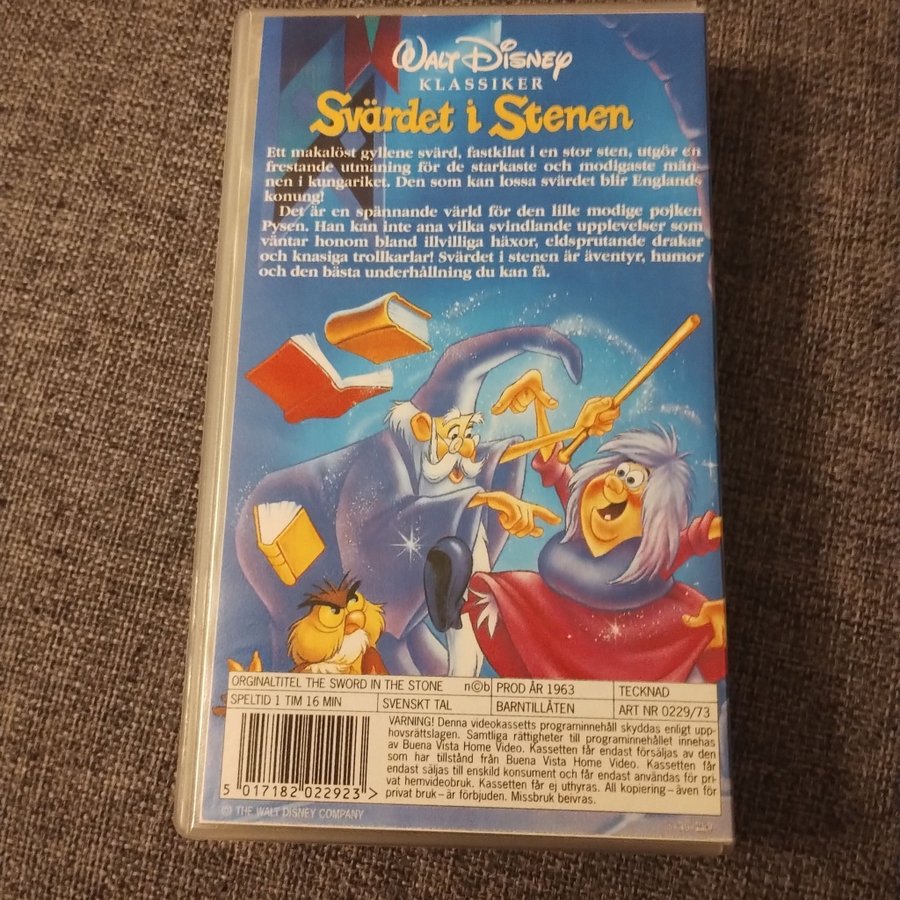 WALT DISNEY
KLASSIKER
Svärdet i Stenen
Ett makalöst gyllene svärd, fastkilat i en stor sten, utgör en
frestande utmaning för de starkaste och modigaste män-
nen i kungariket. Den som kan lossa svärdet blir Englands
konung!
Det är en spännande värld för den lille modige pojken
Pysen. Han kan inte ana vilka svindlande upplevelser som
väntar honom bland illvilliga häxor, eldsprutande drakar
och knasiga trollkarlar! Svärdet i stenen är äventyr, humor
och den bästa underhållning du kan få.
ORGINALTITEL THE SWORD IN THE STONE n©b PROD ÅR 1963 TECKNAD
SPELTID 1 TIM 16 MIN SVENSKT TAL BARNTILLÅTEN ART NR 0229/73
VARNING! Denna videokassetts programinnehåll skyddas enligt upp-
hovsrättslagen. Samtliga rättigheter till programinnehållet innehas
av Buena Vista Home Video. Kassetten får endast försäljas av den
som har tillstånd från Buena Vista Home Video. Kassetten får
endast säljas till enskild konsument och får endast användas för pri-
vat hemvideobruk. Kassetten får ej uthyras. All kopiering–även för
privat bruk–är förbjuden. Missbruk beivras.
5 017182 022923 >
© THE WALT DISNEY COMPANY